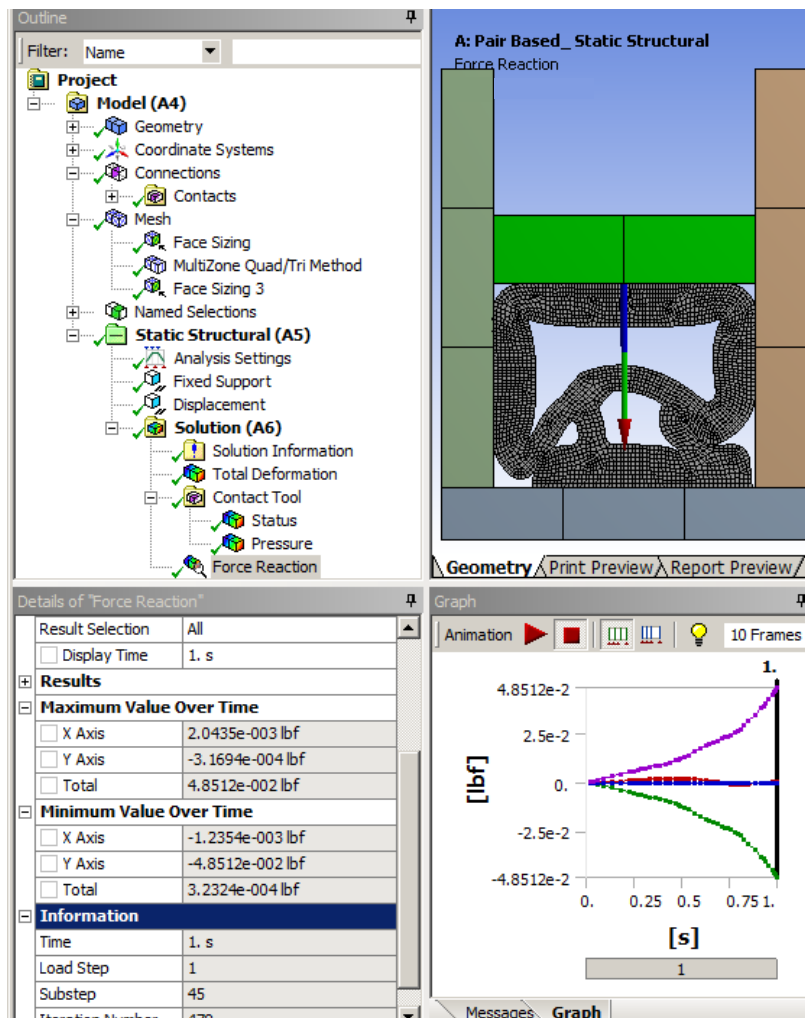 Outline
Filter: Name
Project
Model (A4)
Geometry
Coordinate Systems
Connections
Contacts
Mesh
Face Sizing
MultiZone Quad/Tri Method
Face Sizing 3
Named Selections
Static Structural (A5)
Analysis Settings
Fixed Support
Displacement
Solution (A6)
Solution Information
Total Deformation
Contact Tool
Status
Pressure
Force Reaction
A: Pair Based_ Static Structural
Force Reaction
Geometry Print Preview Report Preview
Details of "Force Reaction"
Result Selection All
Display Time 1. s
Results
Maximum Value Over Time
X Axis 2.0435e-003 lbf
Y Axis -3.1694e-004 lbf
Total 4.8512e-002 lbf
Minimum Value Over Time
X Axis -1.2354e-003 lbf
Y Axis -4.8512e-002 lbf
Total 3.2324e-004 lbf
Information
Time 1. s
Load Step 1
Substep 45
Graph
Animation 10 Frames
1.
4.8512e-2
2.5e-2
0.
-2.5e-2
-4.8512e-2
[lbf]
0. 0.25 0.5 0.75 1.
[s]
1
Messages Graph